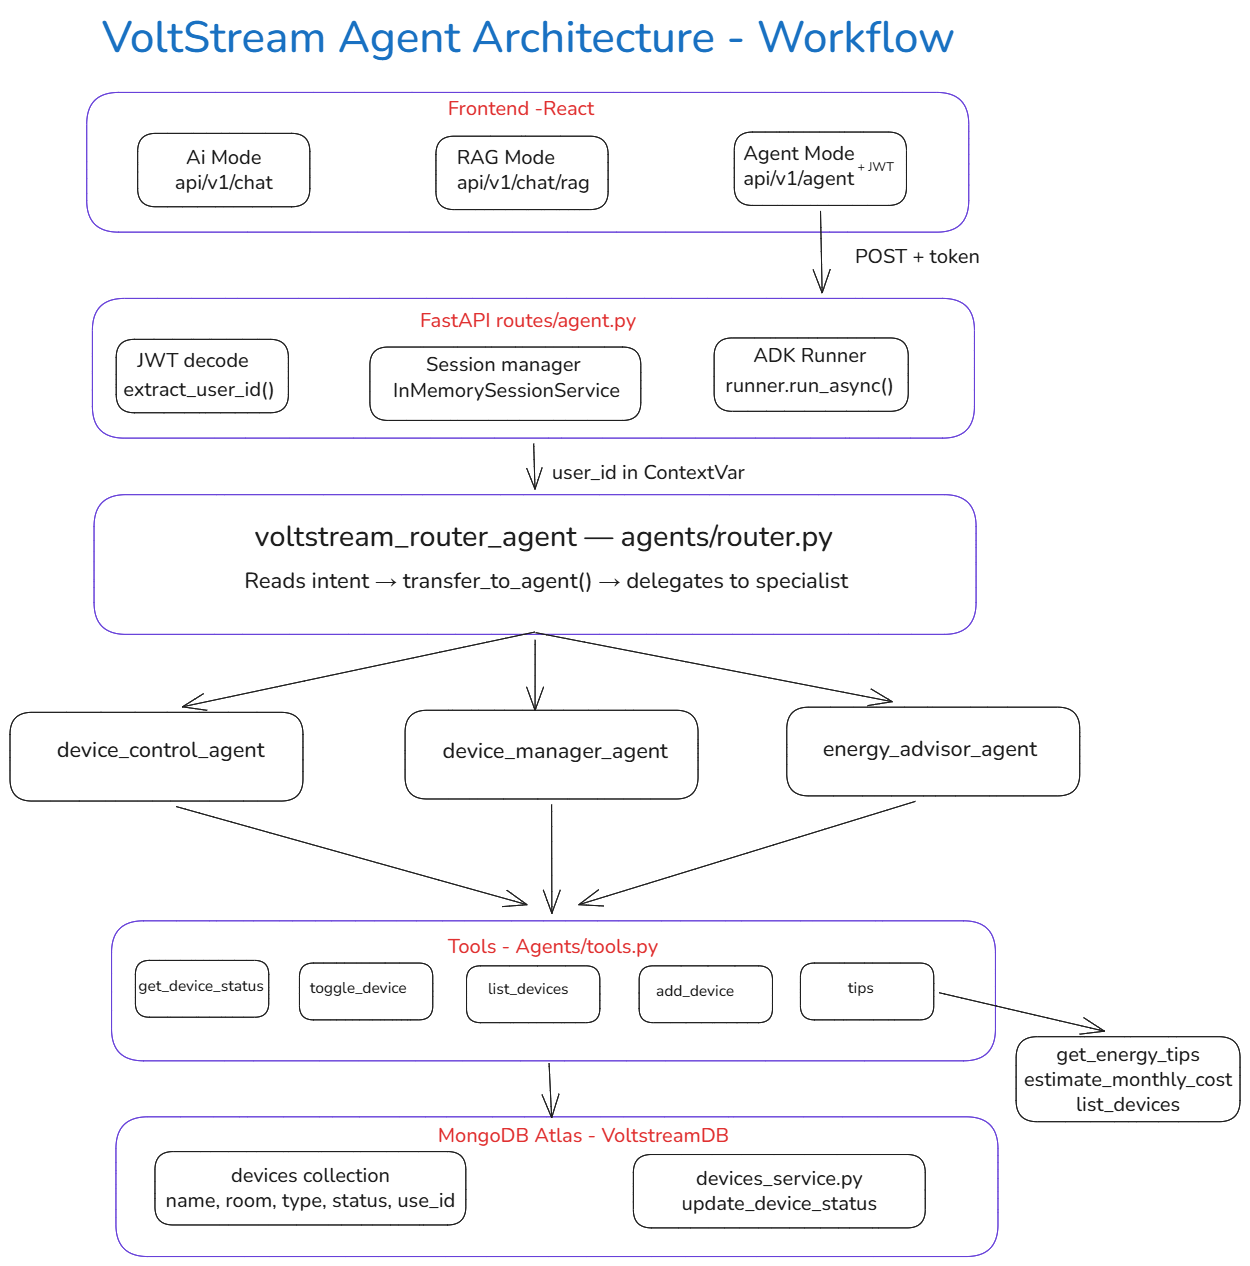 VoltStream Agent Architecture - Workflow
Frontend -React
Ai Mode
api/v1/chat
RAG Mode
api/v1/chat/rag
Agent Mode
api/v1/agent
+ JWT
POST + token
FastAPI routes/agent.py
JWT decode
extract_user_id()
Session manager
InMemorySessionService
ADK Runner
runner.run_async()
user_id in ContextVar
voltstream_router_agent — agents/router.py
Reads intent → transfer_to_agent() → delegates to specialist
device_control_agent
device_manager_agent
energy_advisor_agent
Tools - Agents/tools.py
get_device_status
toggle_device
list_devices
add_device
tips
get_energy_tips
estimate_monthly_cost
list_devices
MongoDB Atlas - VoltstreamDB
devices collection
name, room, type, status, use_id
devices_service.py
update_device_status